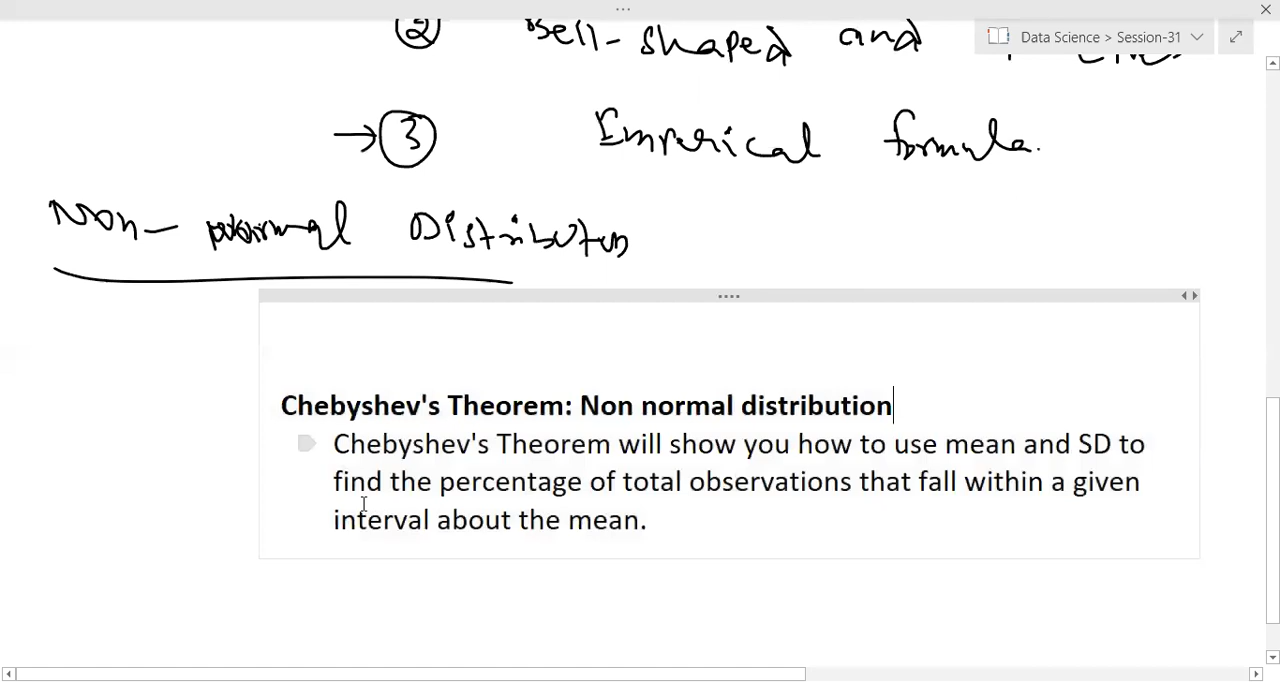 ② Bell-shaped and
Data Science > Session-31
→ ③ Emperical formula.
Non-normal Distribution
Chebyshev's Theorem: Non normal distribution
Chebyshev's Theorem will show you how to use mean and SD to
find the percentage of total observations that fall within a given
interval about the mean.